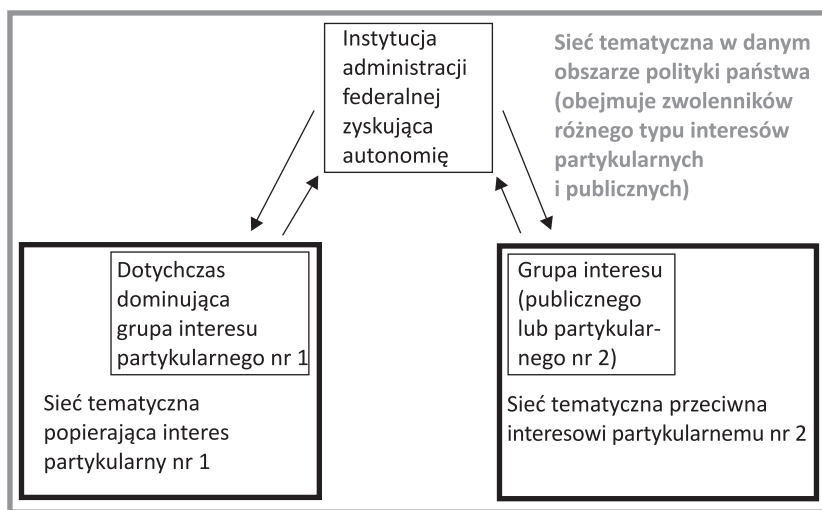 Instytucja
administracji
federalnej
zyskująca
autonomię
Sieć tematyczna w danym
obszarze polityki państwa
(obejmuje zwolenników
różnego typu interesów
partykularnych
i publicznych)
Dotychczas
dominująca
grupa interesu
partykularnego nr 1
Sieć tematyczna
popierająca interes
partykularny nr 1
Grupa interesu
(publicznego
lub partykular-
nego nr 2)
Sieć tematyczna przeciwna
interesowi partykularnemu nr 2